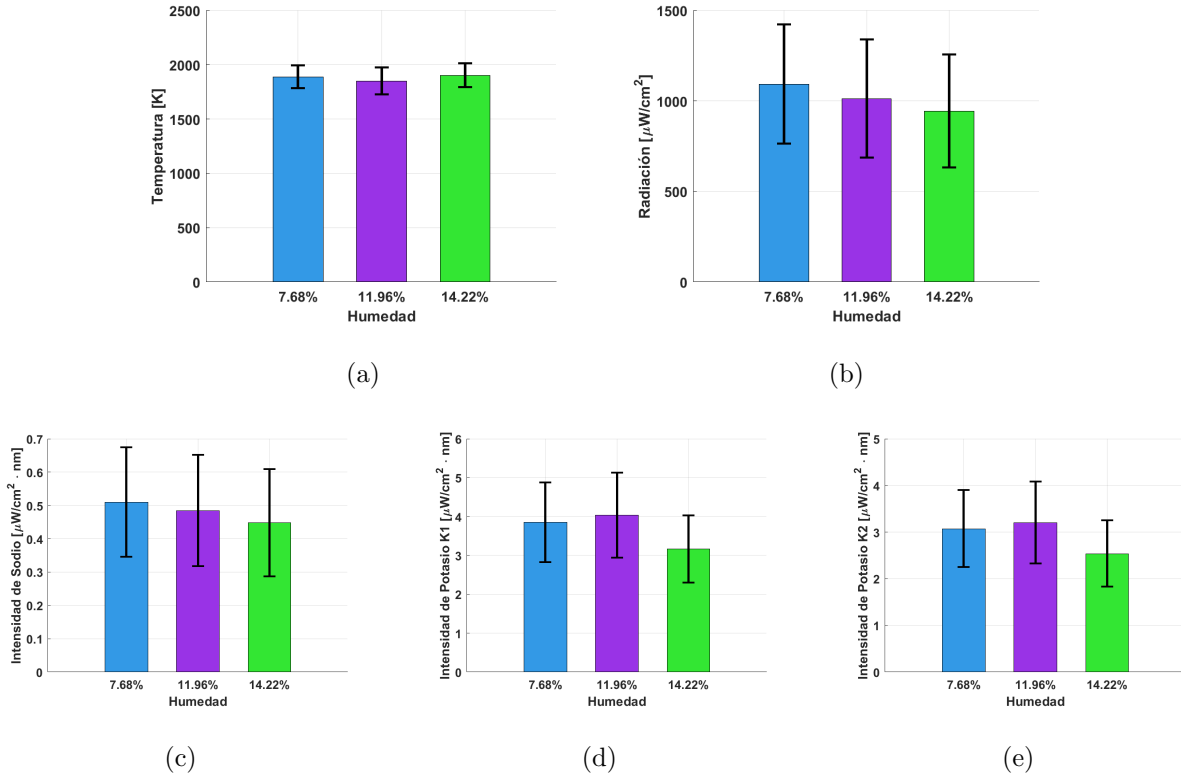 2500
2000
1500
1000
500
0
Temperatura [K]
7.68% 11.96% 14.22%
Humedad
(a)
1500
1000
500
0
Radiación [μW/cm²]
7.68% 11.96% 14.22%
Humedad
(b)
0.7
0.6
0.5
0.4
0.3
0.2
0.1
0
Intensidad de Sodio [μW/cm² · nm]
7.68% 11.96% 14.22%
Humedad
(c)
6
5
4
3
2
1
0
Intensidad de Potasio K1 [μW/cm² · nm]
7.68% 11.96% 14.22%
Humedad
(d)
5
4
3
2
1
0
Intensidad de Potasio K2 [μW/cm² · nm]
7.68% 11.96% 14.22%
Humedad
(e)